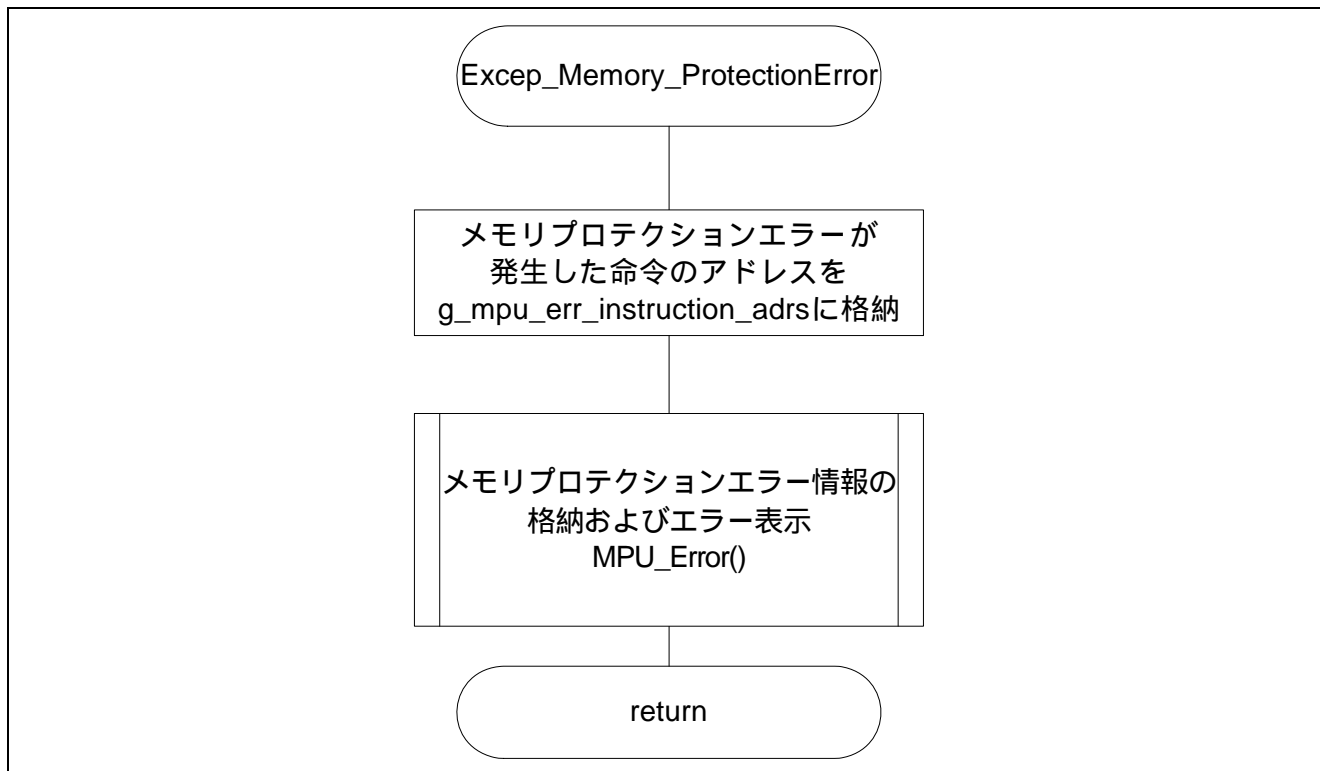 Excep_Memory_ProtectionError
メモリプロテクションエラーが
発生した命令のアドレスを
g_mpu_err_instruction_adrsに格納
メモリプロテクションエラー情報の
格納およびエラー表示
MPU_Error()
return